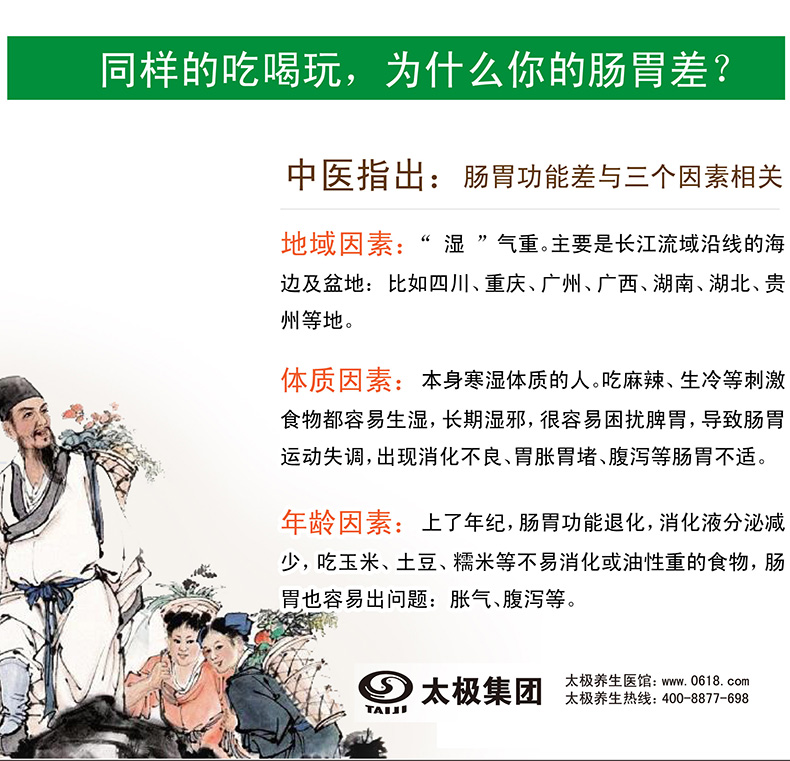 同样的吃喝玩，为什么你的肠胃差？
中医指出：肠胃功能差与三个因素相关
地域因素：“ 湿 ”气重。主要是长江流域沿线的海
边及盆地：比如四川、重庆、广州、广西、湖南、湖北、贵
州等地。
体质因素：本身寒湿体质的人。吃麻辣、生冷等刺激
食物都容易生湿，长期湿邪，很容易困扰脾胃，导致肠胃
运动失调，出现消化不良、胃胀胃堵、腹泻等肠胃不适。
年龄因素：上了年纪，肠胃功能退化，消化液分泌减
少，吃玉米、土豆、糯米等不易消化或油性重的食物，肠
胃也容易出问题：胀气、腹泻等。
TAIJI
太极集团
太极养生医馆：www.0618.com
太极养生热线：400-8877-698